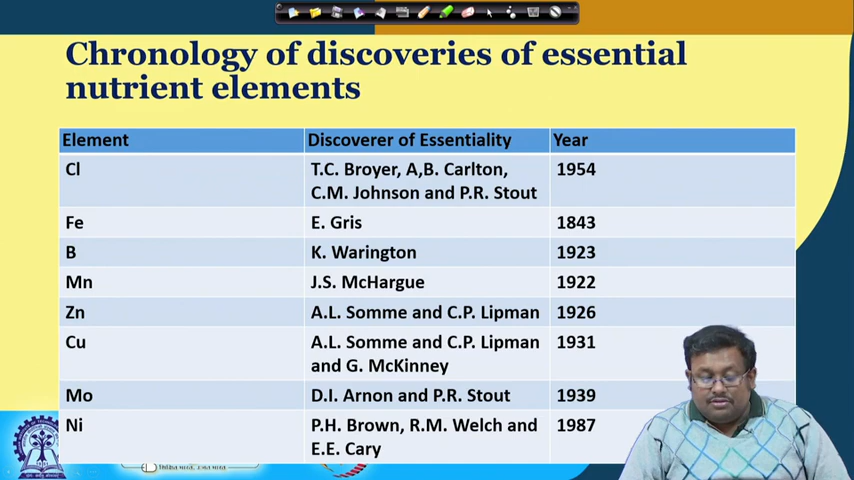 Chronology of discoveries of essential
nutrient elements
Element Discoverer of Essentiality Year
Cl T.C. Broyer, A,B. Carlton, 1954
C.M. Johnson and P.R. Stout
Fe E. Gris 1843
B K. Warington 1923
Mn J.S. McHargue 1922
Zn A.L. Somme and C.P. Lipman 1926
Cu A.L. Somme and C.P. Lipman 1931
and G. McKinney
Mo D.I. Arnon and P.R. Stout 1939
Ni P.H. Brown, R.M. Welch and 1987
E.E. Cary